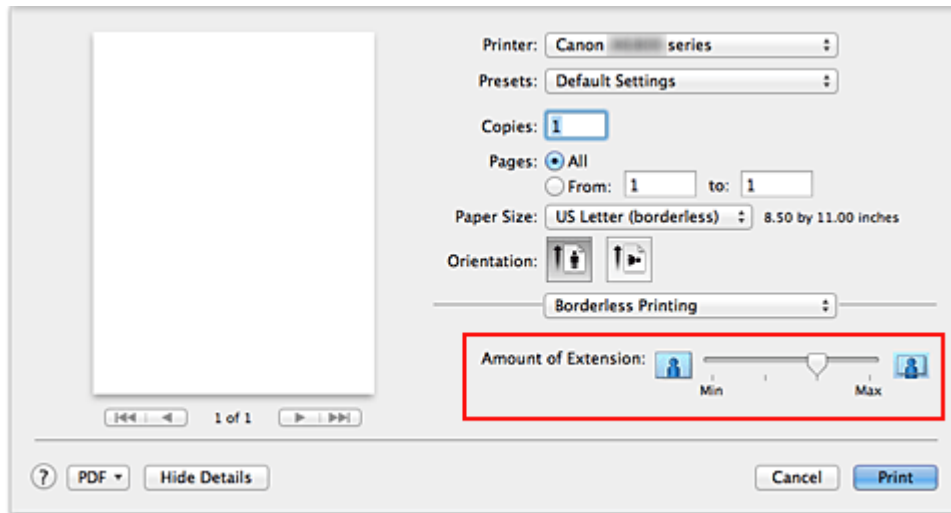 Printer: Canon series
Presets: Default Settings
Copies: 1
Pages: All
From: 1 to: 1
Paper Size: US Letter (borderless) 8.50 by 11.00 inches
Orientation:
Borderless Printing
Amount of Extension:
Min Max
1 of 1
? PDF Hide Details Cancel Print